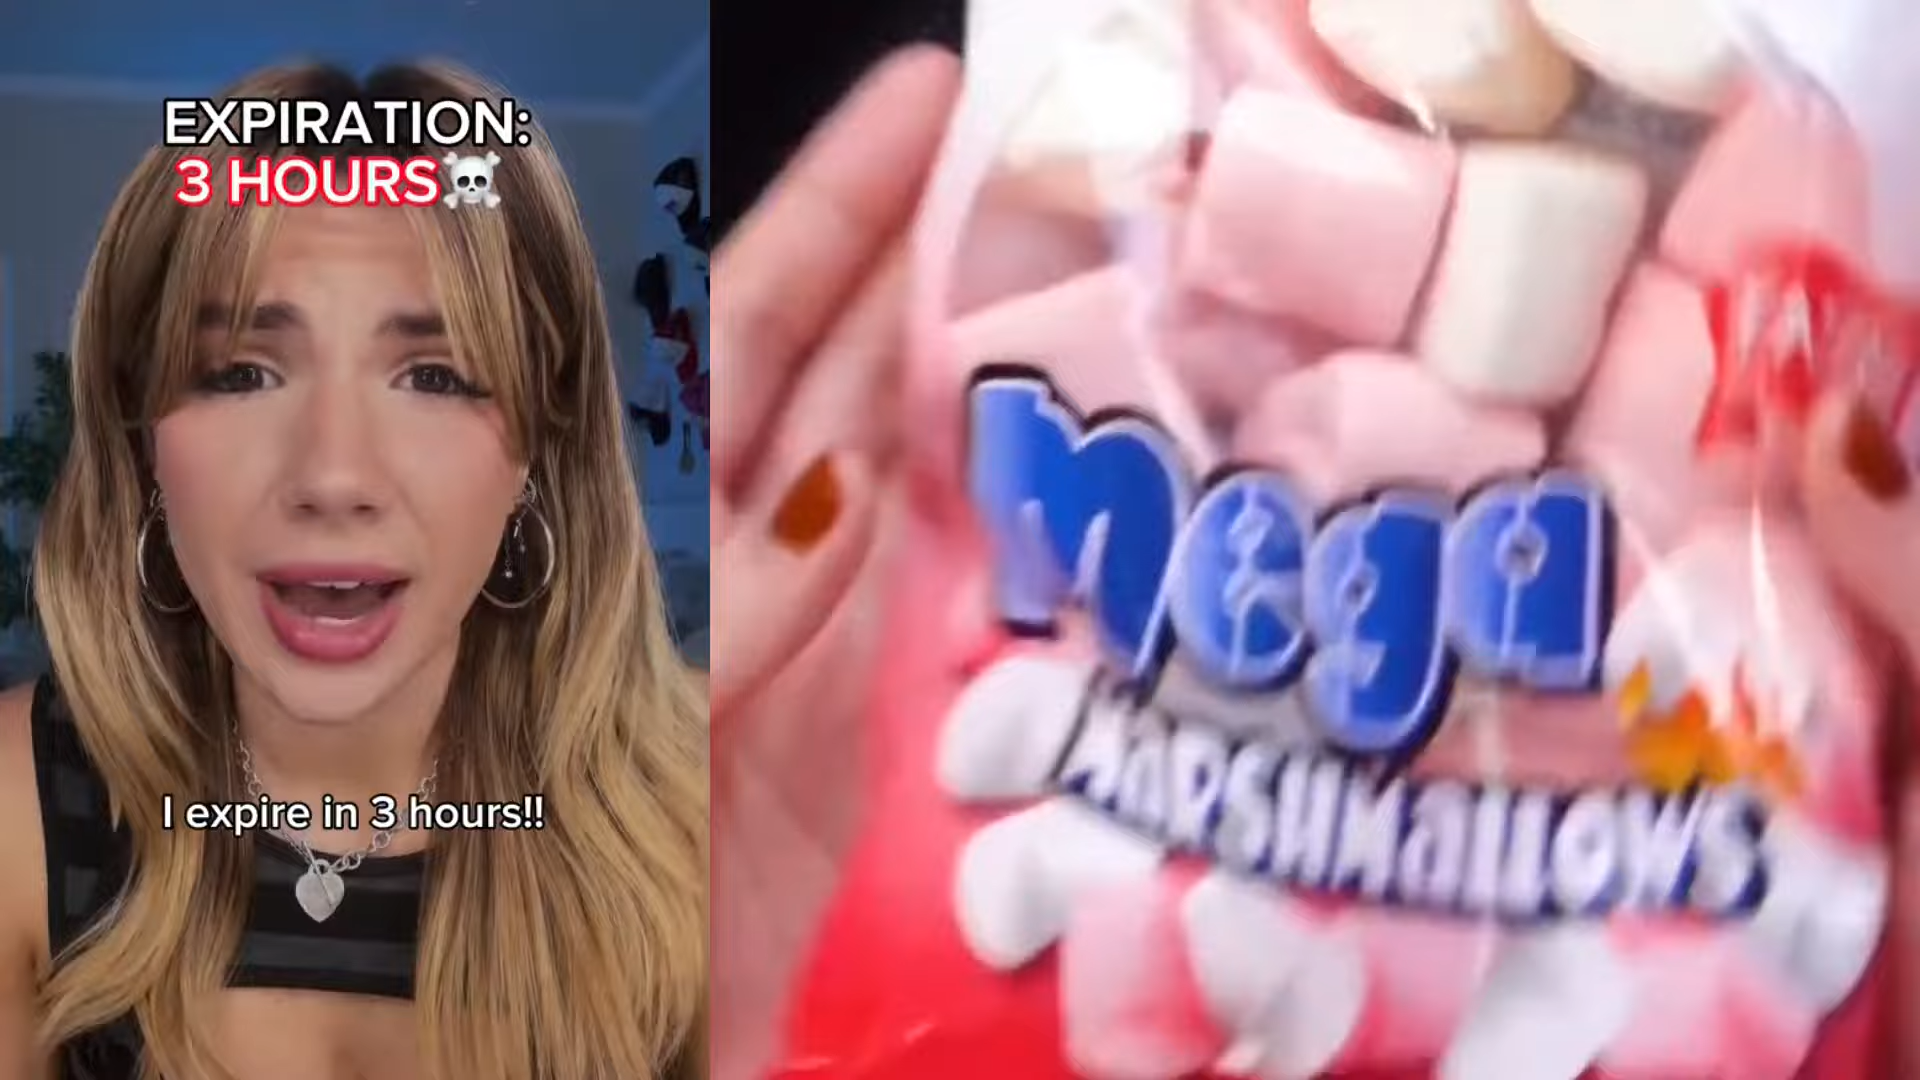 EXPIRATION:
3 HOURS☠️
I expire in 3 hours!!
Mega
MARSHMALLOWS